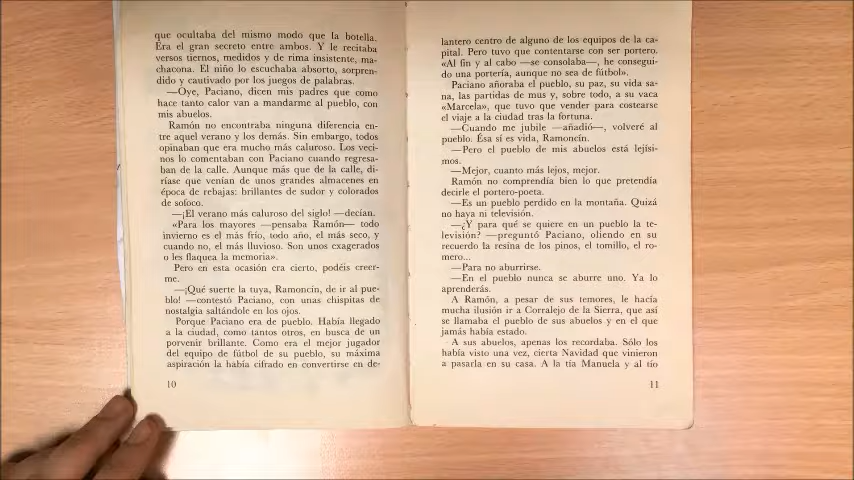 que ocultaba del mismo modo que la botella.
Era el gran secreto entre ambos. Y le recitaba
versos tiernos, medidos y de rima insistente, ma-
chacona. El niño lo escuchaba absorto, sorpren-
dido y cautivado por los juegos de palabras.
—Oye, Paciano, dicen mis padres que como
hace tanto calor van a mandarme al pueblo, con
mis abuelos.
Ramón no encontraba ninguna diferencia en-
tre aquel verano y los demás. Sin embargo, todos
opinaban que era mucho más caluroso. Los veci-
nos lo comentaban con Paciano cuando regresa-
ban de la calle. Aunque más que de la calle, di-
ríase que venían de unos grandes almacenes en
época de rebajas: brillantes de sudor y colorados
de sofoco.
—¡El verano más caluroso del siglo! —decían.
«Para los mayores —pensaba Ramón— todo
invierno es el más frío, todo año, el más seco, y
cuando no, el más lluvioso. Son unos exagerados
o les flaquea la memoria».
Pero en esta ocasión era cierto, podéis creer-
me.
—¡Qué suerte la tuya, Ramoncín, de ir al pue-
blo! —contestó Paciano, con unas chispitas de
nostalgia saltándole en los ojos.
Porque Paciano era de pueblo. Había llegado
a la ciudad, como tantos otros, en busca de un
porvenir brillante. Como era el mejor jugador
del equipo de fútbol de su pueblo, su máxima
aspiración la había cifrado en convertirse en de-
10
lantero centro de alguno de los equipos de la ca-
pital. Pero tuvo que contentarse con ser portero.
«Al fin y al cabo —se consolaba—, he consegui-
do una portería, aunque no sea de fútbol».
Paciano añoraba el pueblo, su paz, su vida sa-
na, las partidas de mus y, sobre todo, a su vaca
«Marcela», que tuvo que vender para costearse
el viaje a la ciudad tras la fortuna.
—Cuando me jubile —añadió—, volveré al
pueblo. Ésa sí es vida, Ramoncín.
—Pero el pueblo de mis abuelos está lejísi-
mos.
—Mejor, cuanto más lejos, mejor.
Ramón no comprendía bien lo que pretendía
decirle el portero-poeta.
—Es un pueblo perdido en la montaña. Quizá
no haya ni televisión.
—¿Y para qué se quiere en un pueblo la te-
levisión? —preguntó Paciano, oliendo en su
recuerdo la resina de los pinos, el tomillo, el ro-
mero...
—Para no aburrirse.
—En el pueblo nunca se aburre uno. Ya lo
aprenderás.
A Ramón, a pesar de sus temores, le hacía
mucha ilusión ir a Corralejo de la Sierra, que así
se llamaba el pueblo de sus abuelos y en el que
jamás había estado.
A sus abuelos, apenas los recordaba. Sólo los
había visto una vez, cierta Navidad que vinieron
a pasarla en su casa. A la tía Manuela y al tío
11